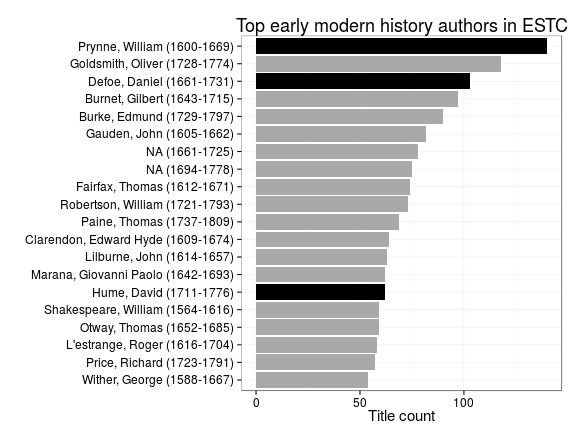 Top early modern history authors in ESTC
Prynne, William (1600-1669)
Goldsmith, Oliver (1728-1774)
Defoe, Daniel (1661-1731)
Burnet, Gilbert (1643-1715)
Burke, Edmund (1729-1797)
Gauden, John (1605-1662)
NA (1661-1725)
NA (1694-1778)
Fairfax, Thomas (1612-1671)
Robertson, William (1721-1793)
Paine, Thomas (1737-1809)
Clarendon, Edward Hyde (1609-1674)
Lilburne, John (1614-1657)
Marana, Giovanni Paolo (1642-1693)
Hume, David (1711-1776)
Shakespeare, William (1564-1616)
Otway, Thomas (1652-1685)
L'estrange, Roger (1616-1704)
Price, Richard (1723-1791)
Wither, George (1588-1667)
0 50 100
Title count